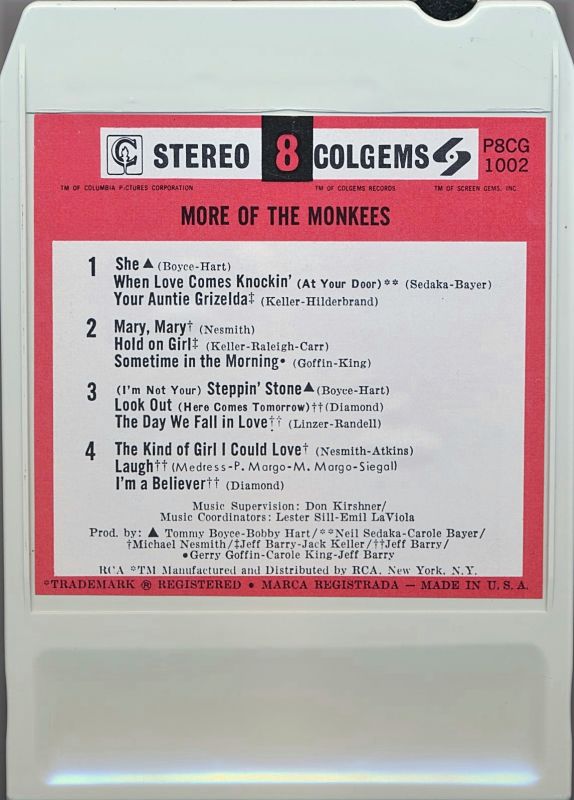 STEREO 8 COLGEMS P8CG 1002
TM OF COLUMBIA PICTURES CORPORATION TM OF COLGEMS RECORDS TM OF SCREEN GEMS, INC.
MORE OF THE MONKEES
1 She ▲ (Boyce-Hart)
When Love Comes Knockin' (At Your Door)** (Sedaka-Bayer)
Your Auntie Grizelda‡ (Keller-Hilderbrand)
2 Mary, Mary† (Nesmith)
Hold on Girl‡ (Keller-Raleigh-Carr)
Sometime in the Morning• (Goffin-King)
3 (I'm Not Your) Steppin' Stone▲(Boyce-Hart)
Look Out (Here Comes Tomorrow)††(Diamond)
The Day We Fall in Love†† (Linzer-Randell)
4 The Kind of Girl I Could Love† (Nesmith-Atkins)
Laugh†† (Medress-P. Margo-M. Margo-Siegal)
I'm a Believer†† (Diamond)
Music Supervision: Don Kirshner/
Music Coordinators: Lester Sill-Emil LaViola
Prod. by: ▲ Tommy Boyce-Bobby Hart/**Neil Sedaka-Carole Bayer/
†Michael Nesmith/‡Jeff Barry-Jack Keller/††Jeff Barry/
•Gerry Goffin-Carole King-Jeff Barry
RCA *TM Manufactured and Distributed by RCA, New York, N.Y.
*TRADEMARK ® REGISTERED • MARCA REGISTRADA — MADE IN U.S.A.